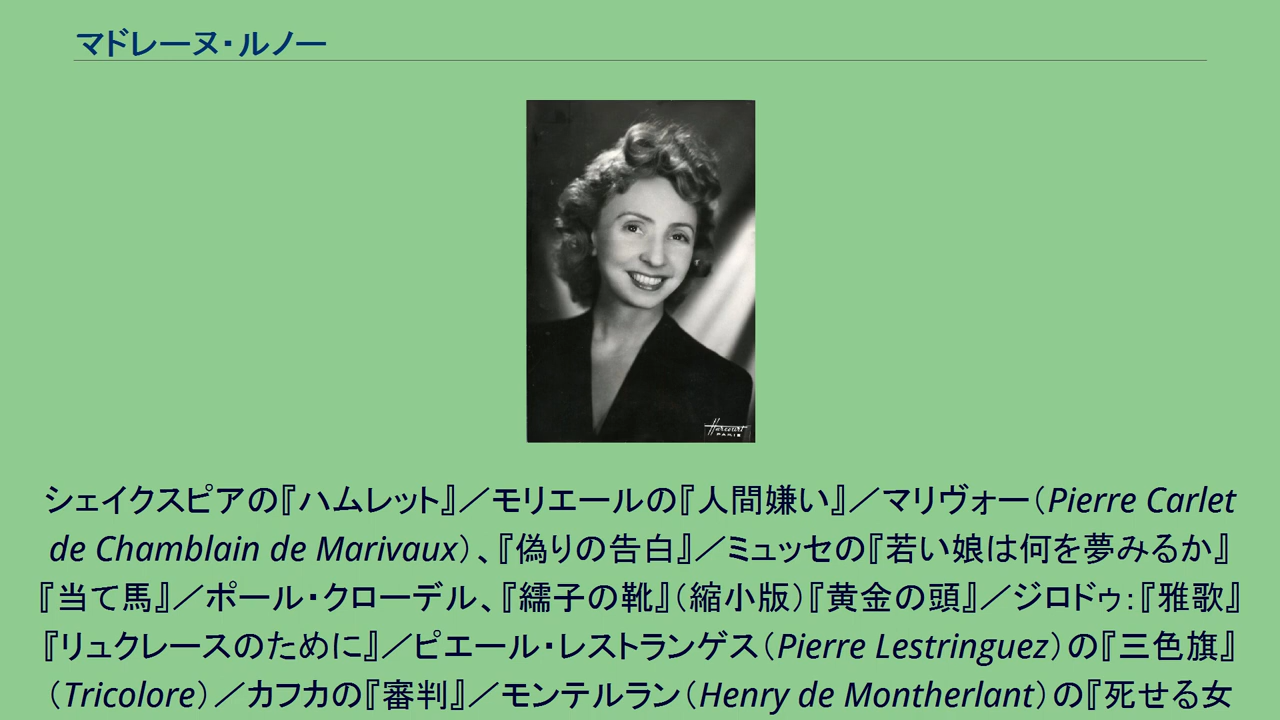 マドレーヌ・ルノー
Harcourt
PARIS
シェイクスピアの『ハムレット』／モリエールの『人間嫌い』／マリヴォー（Pierre Carlet
de Chamblain de Marivaux）、『偽りの告白』／ミュッセの『若い娘は何を夢みるか』
『当て馬』／ポール・クローデル、『繻子の靴』（縮小版）『黄金の頭』／ジロドゥ：『雅歌』
『リュクレースのために』／ピエール・レストランゲス（Pierre Lestringuez）の『三色旗』
（Tricolore）／カフカの『審判』／モンテルラン（Henry de Montherlant）の『死せる女